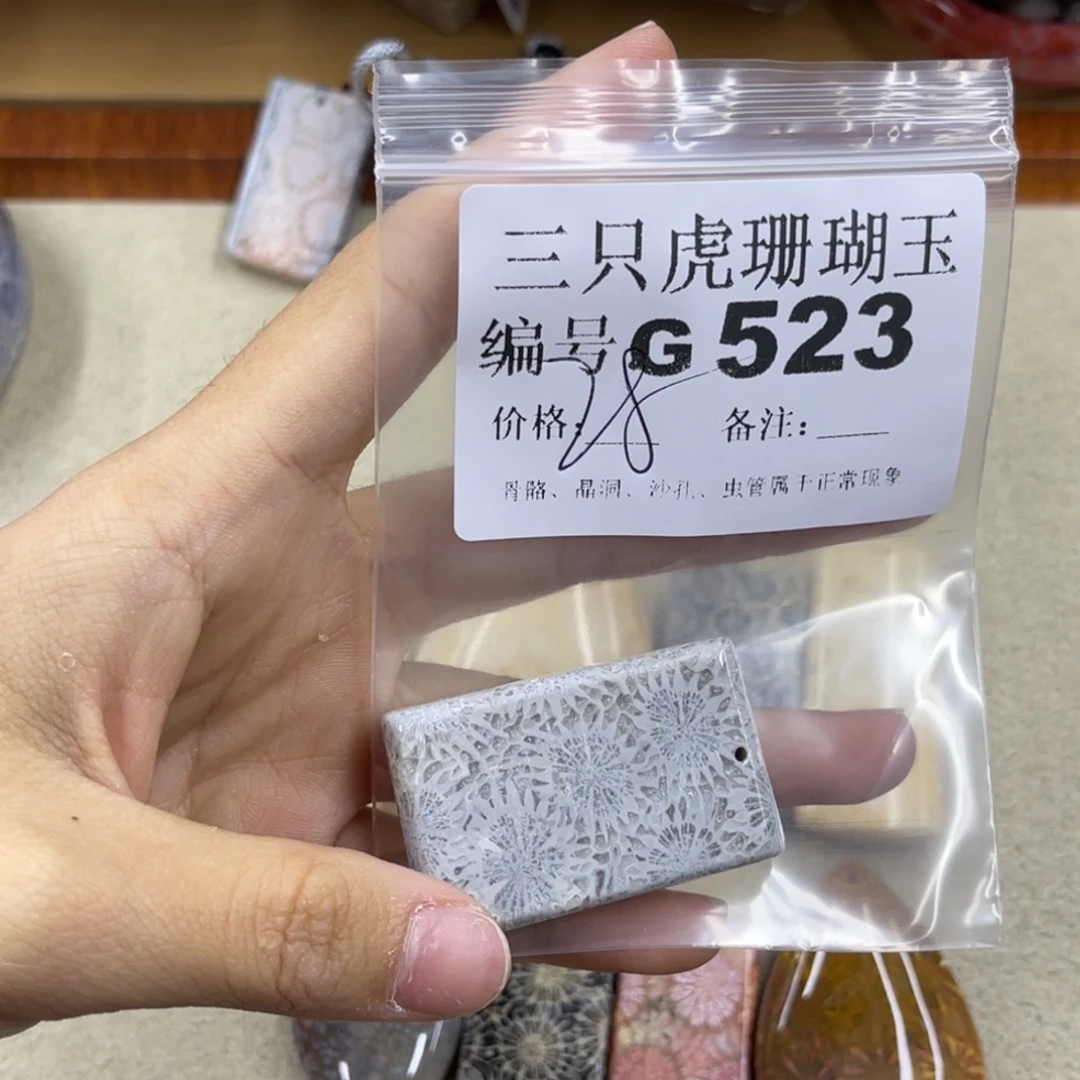 三只虎珊瑚玉
编号G 523
价格:28 备注:____
骨骼、晶洞、沙孔、虫管属于正常现象